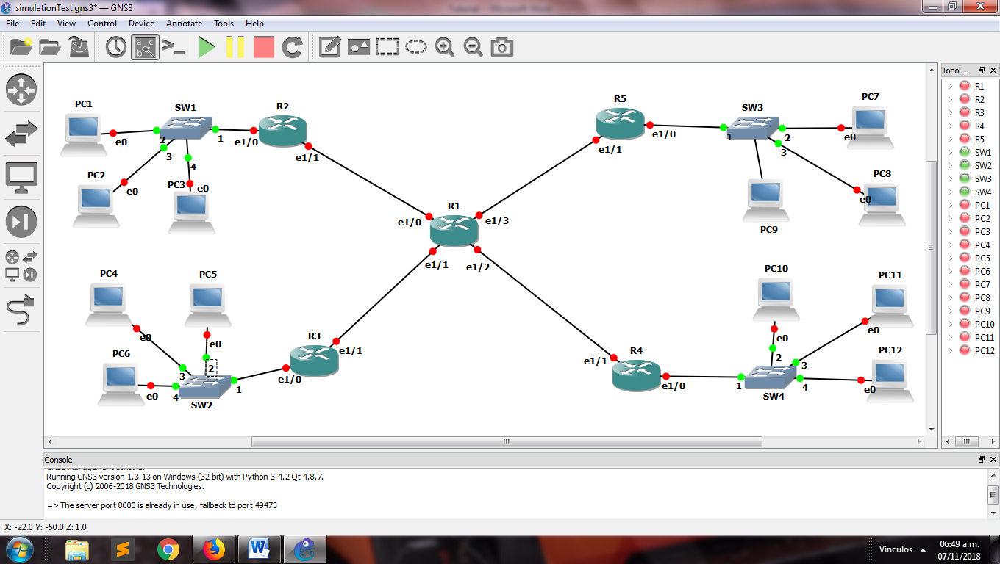 simulationTest.gns3* — GNS3
File Edit View Control Device Annotate Tools Help
Topol...
PC1
SW1
R2
e0
2
1
e1/0
3
4
e1/1
PC2
e0
PC3
e0
R5
SW3
PC7
e1/0
1
2
e0
e1/1
3
PC8
e0
PC9
R1
e1/0
e1/3
e1/1
e1/2
PC4
PC5
e0
e0
PC6
2
3
e0
4
1
SW2
R3
e1/1
e1/0
R4
e1/1
e1/0
PC10
PC11
e0
e0
2
3
PC12
1
4
e0
SW4
R1
R2
R3
R4
R5
SW1
SW2
SW3
SW4
PC1
PC2
PC3
PC4
PC5
PC6
PC7
PC8
PC9
PC10
PC11
PC12
Console
GNS3 management console.
Running GNS3 version 1.3.13 on Windows (32-bit) with Python 3.4.2 Qt 4.8.7.
Copyright (c) 2006-2018 GNS3 Technologies.
=> The server port 8000 is already in use, fallback to port 49473
X: -22.0 Y: -50.0 Z: 1.0
Vínculos
06:49 a.m.
07/11/2018